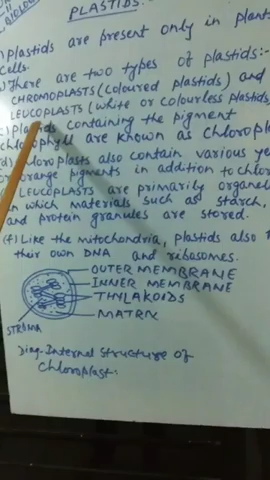 PLASTIDS
) Plastids are present only in plant
Cells.
) There are two types of plastids:-
CHROMOPLASTS (Coloured plastids) and
LEUCOPLASTS (white or colourless plastids
c) Plastids containing the pigment
chlorophyll are known as chloropla
(d) Chloroplasts also contain various ye
or orange pigments in addition to chlor
LEUCOPLASTS are primarily organel
in which materials such as starch,
and protein granules are stored.
(f) Like the mitochondria, plastids also
their own DNA and ribosomes.
OUTER MEMBRANE
INNER MEMBRANE
THYLAKOIDS
MATRIX
STROMA
Diag-Internal Structure of
Chloroplast: